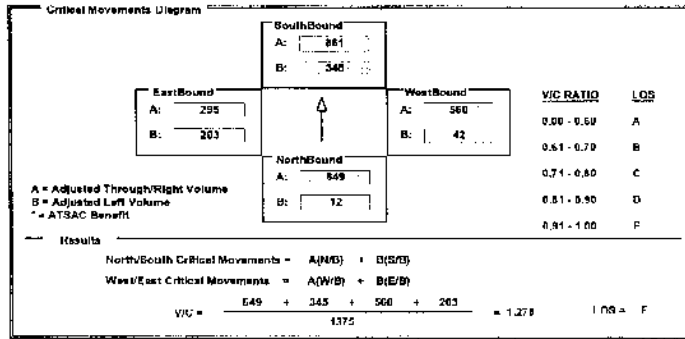 Critical Movements Diagram
SouthBound
A: 861
B: 345
EastBound
A: 295
B: 203
WestBound
A: 560
B: 42
NorthBound
A: 649
B: 12
V/C RATIO LOS
0.00 - 0.60 A
0.61 - 0.70 B
0.71 - 0.80 C
0.81 - 0.90 D
0.91 - 1.00
A = Adjusted Through/Right Volume
B = Adjusted Left Volume
* = ATSAC Benefit
Results
North/South Critical Movements = A(N/B) + B(S/B)
West/East Critical Movements = A(W/B) + B(E/B)
V/C = 649 + 345 + 560 + 203
1375
= 1.278 LOS = F